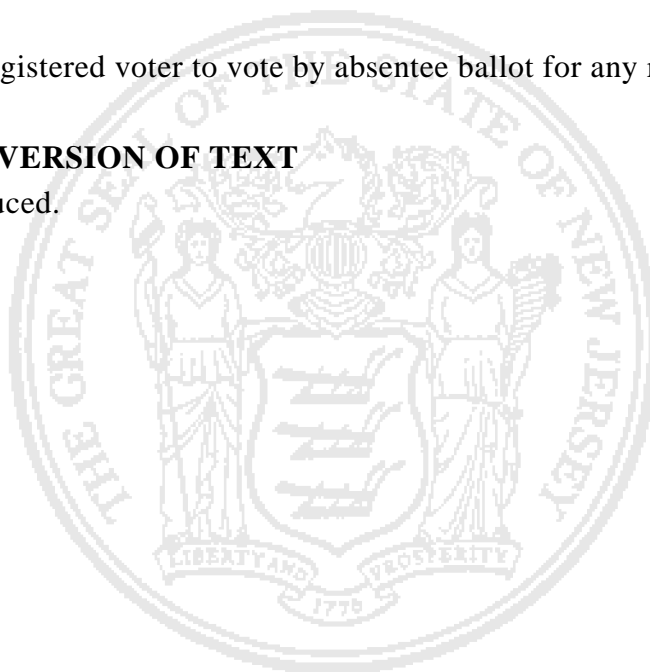 gistered voter to vote by absentee ballot for any
VERSION OF TEXT
uced.
THE GREAT SEAL OF THE STATE OF NEW JERSEY
LIBERTY AND PROSPERITY
1776